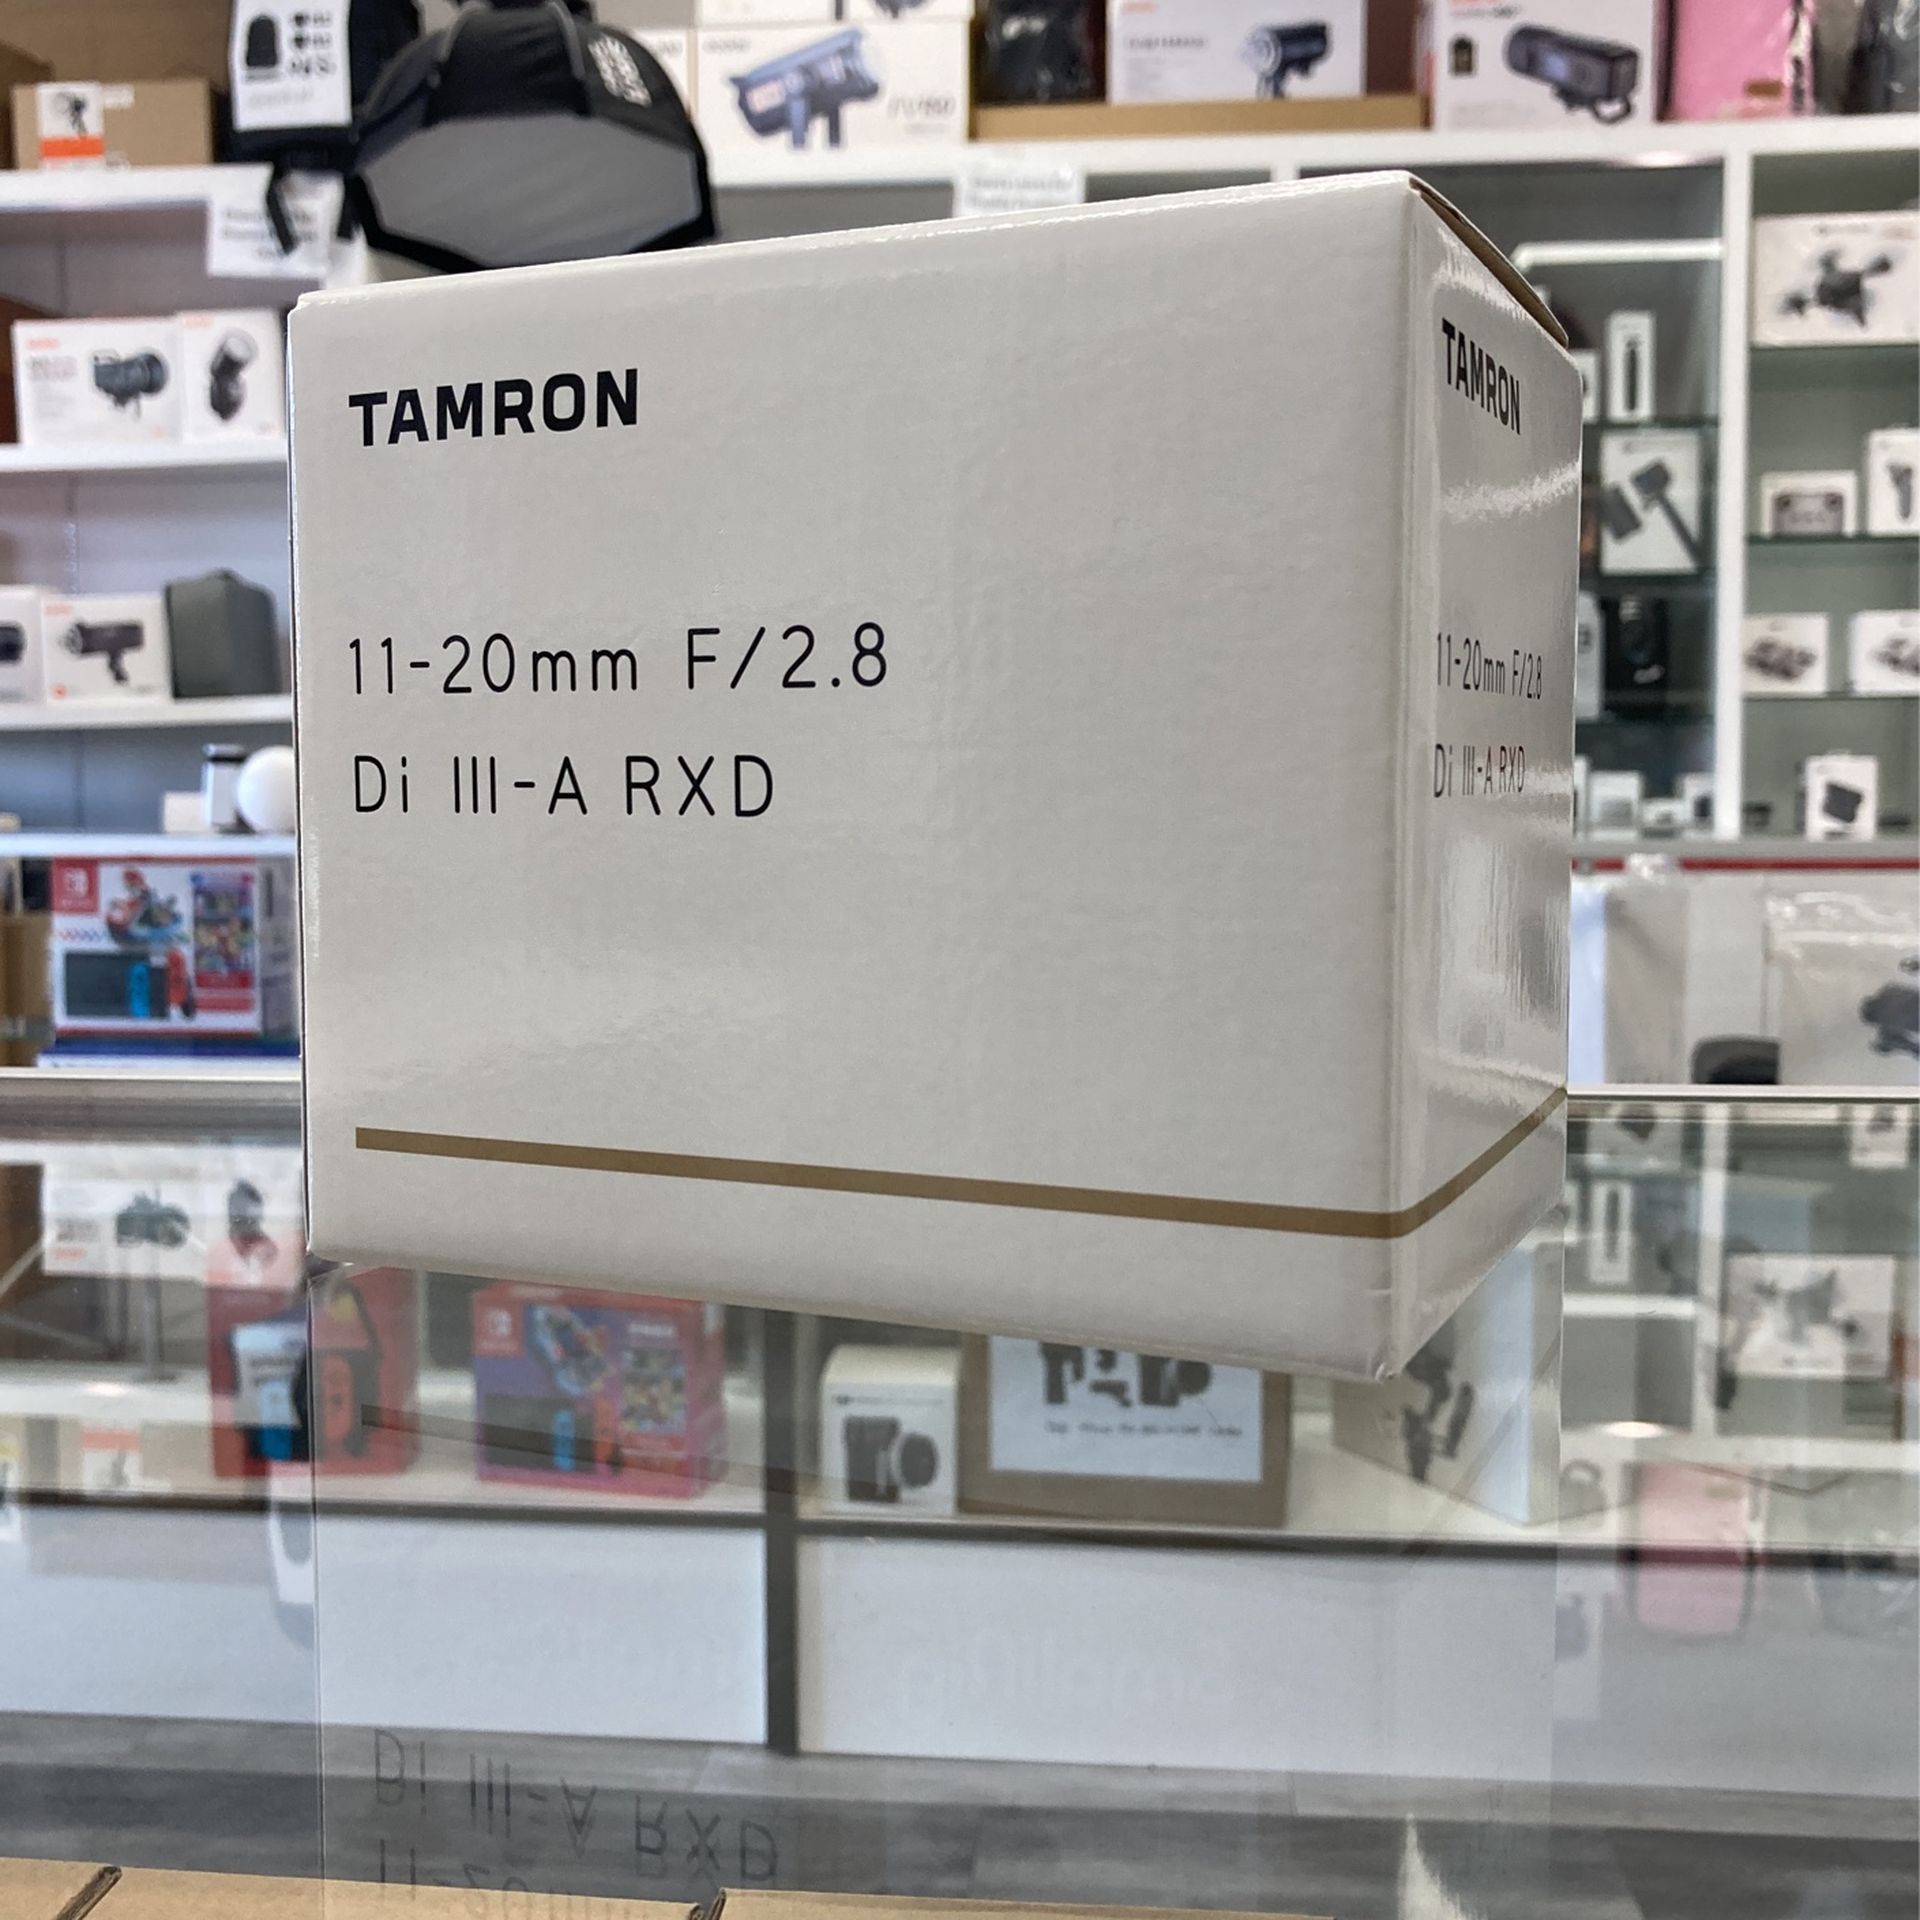 TAMRON
11-20mm F/2.8
Di III-A RXD
TAMRON
11-20mm F/2.8
Di III-A RXD